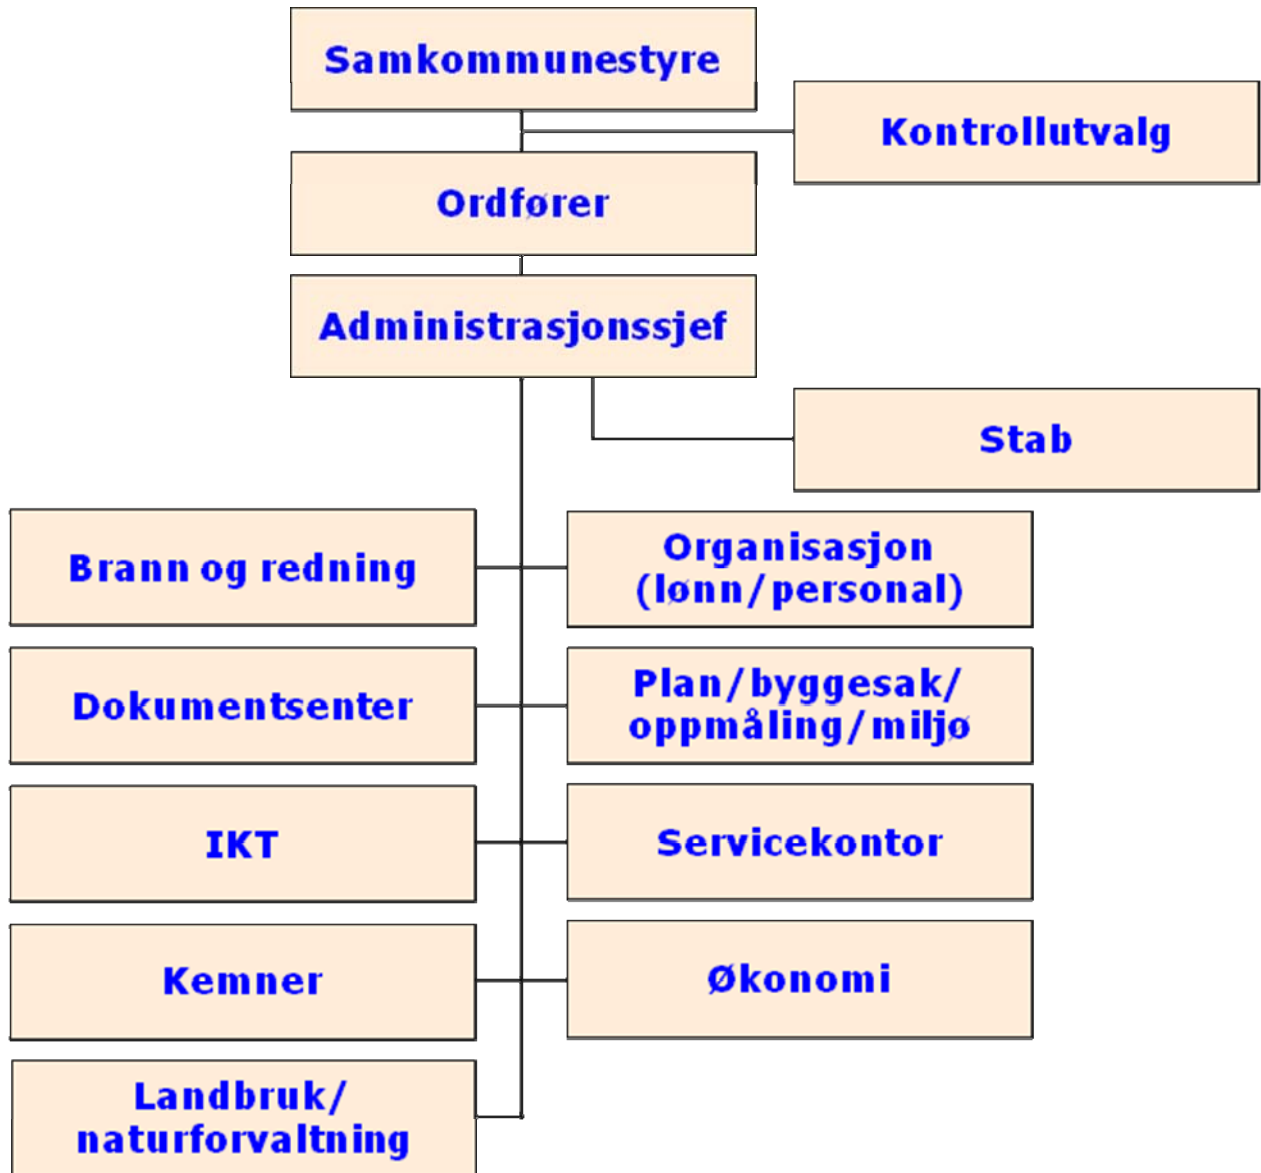 Samkommunestyre
Kontrollutvalg
Ordfører
Administrasjonssjef
Stab
Brann og redning
Organisasjon
(lønn/personal)
Dokumentsenter
Plan/byggesak/
oppmåling/miljø
IKT
Servicekontor
Kemner
Økonomi
Landbruk/
naturforvaltning